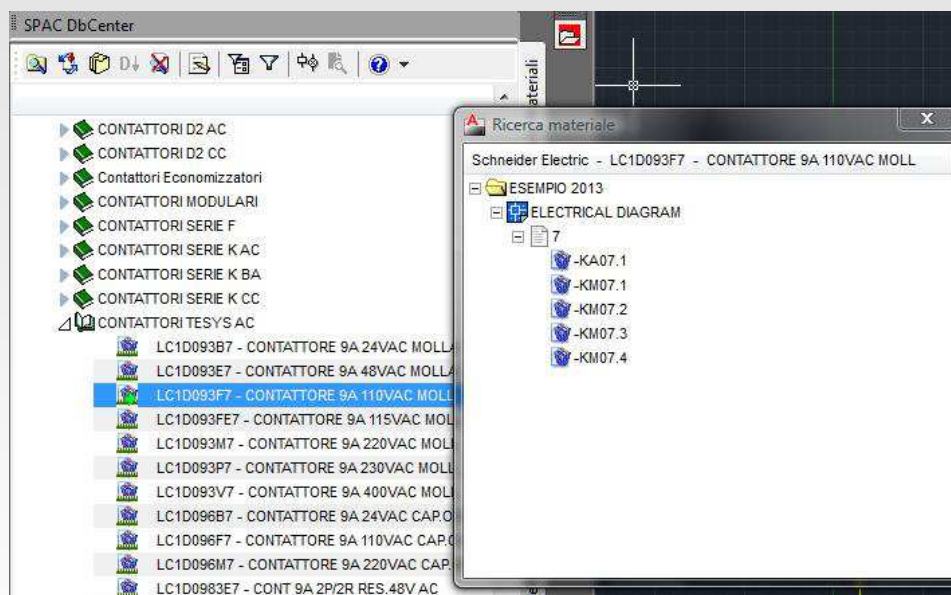 SPAC DbCenter
D↓
ateriali
CONTATTORI D2 AC
CONTATTORI D2 CC
Contattori Economizzatori
CONTATTORI MODULARI
CONTATTORI SERIE F
CONTATTORI SERIE K AC
CONTATTORI SERIE K BA
CONTATTORI SERIE K CC
CONTATTORI TESYS AC
LC1D093B7 - CONTATTORE 9A 24VAC MOLLA
LC1D093E7 - CONTATTORE 9A 48VAC MOLLA
LC1D093F7 - CONTATTORE 9A 110VAC MOLL
LC1D093FE7 - CONTATTORE 9A 115VAC MOL
LC1D093M7 - CONTATTORE 9A 220VAC MOLL
LC1D093P7 - CONTATTORE 9A 230VAC MOLL
LC1D093V7 - CONTATTORE 9A 400VAC MOLL
LC1D096B7 - CONTATTORE 9A 24VAC CAP.O
LC1D096F7 - CONTATTORE 9A 110VAC CAP.O
LC1D096M7 - CONTATTORE 9A 220VAC CAP.
LC1D0983E7 - CONT 9A 2P/2R RES.48V AC
Ricerca materiale
X
Schneider Electric - LC1D093F7 - CONTATTORE 9A 110VAC MOLL
ESEMPIO 2013
ELECTRICAL DIAGRAM
7
-KA07.1
-KM07.1
-KM07.2
-KM07.3
-KM07.4